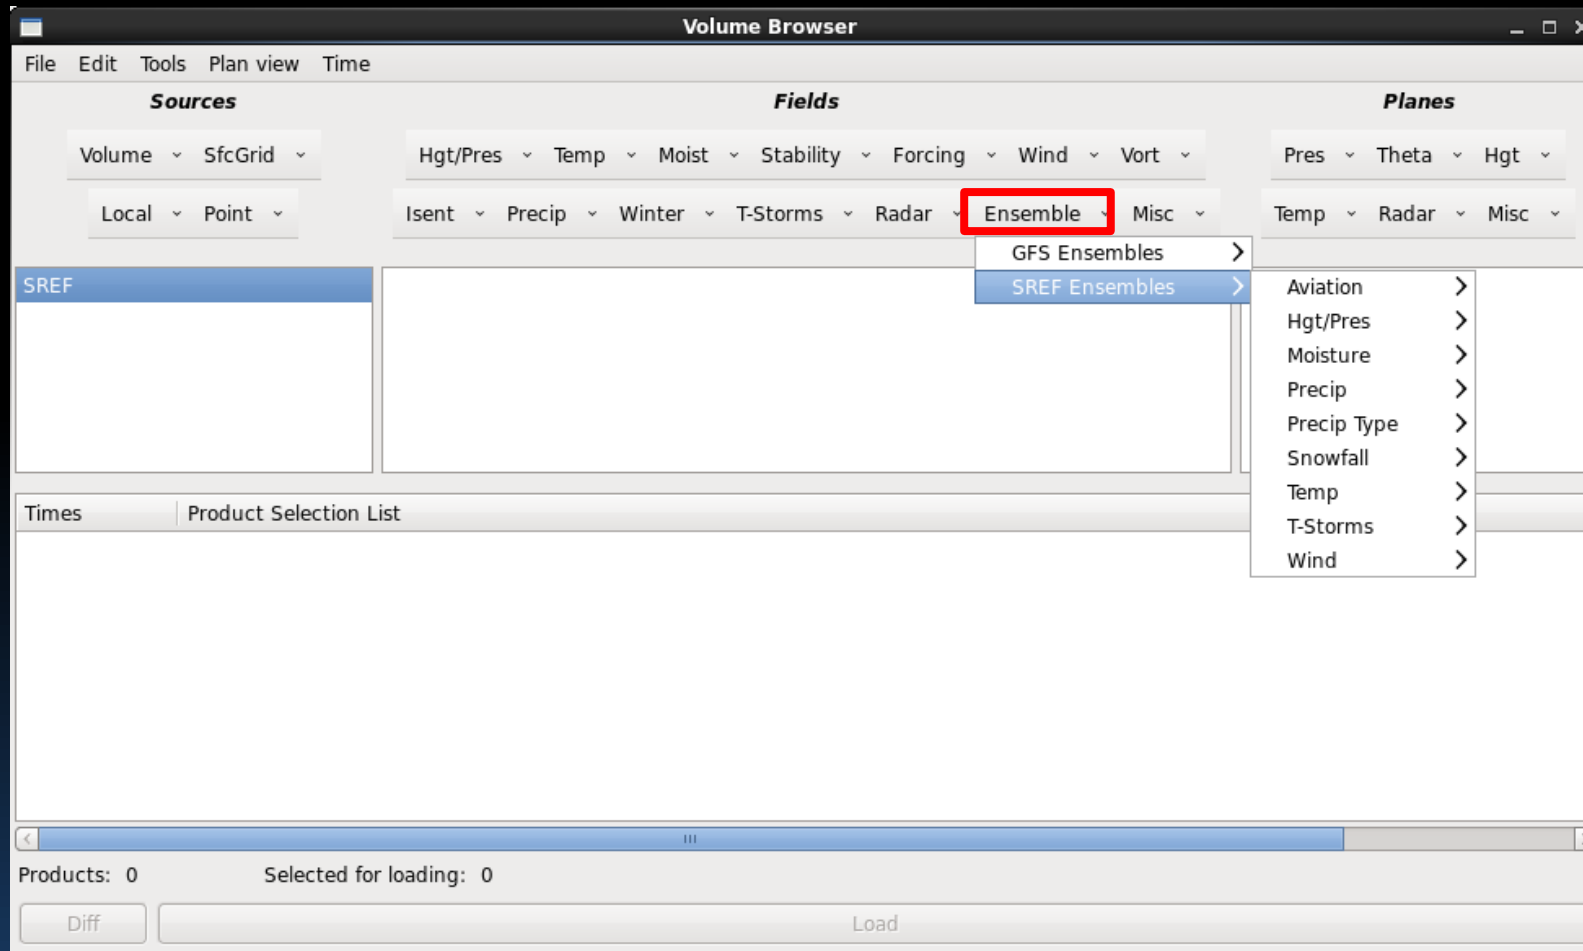 Volume Browser
File Edit Tools Plan view Time
Sources Fields Planes
Volume SfcGrid Hgt/Pres Temp Moist Stability Forcing Wind Vort Pres Theta Hgt
Local Point Isent Precip Winter T-Storms Radar Ensemble Misc Temp Radar Misc
GFS Ensembles
SREF SREF Ensembles Aviation
Hgt/Pres
Moisture
Precip
Precip Type
Snowfall
Temp
Times Product Selection List
T-Storms
Wind
Products: 0 Selected for loading: 0
Diff Load